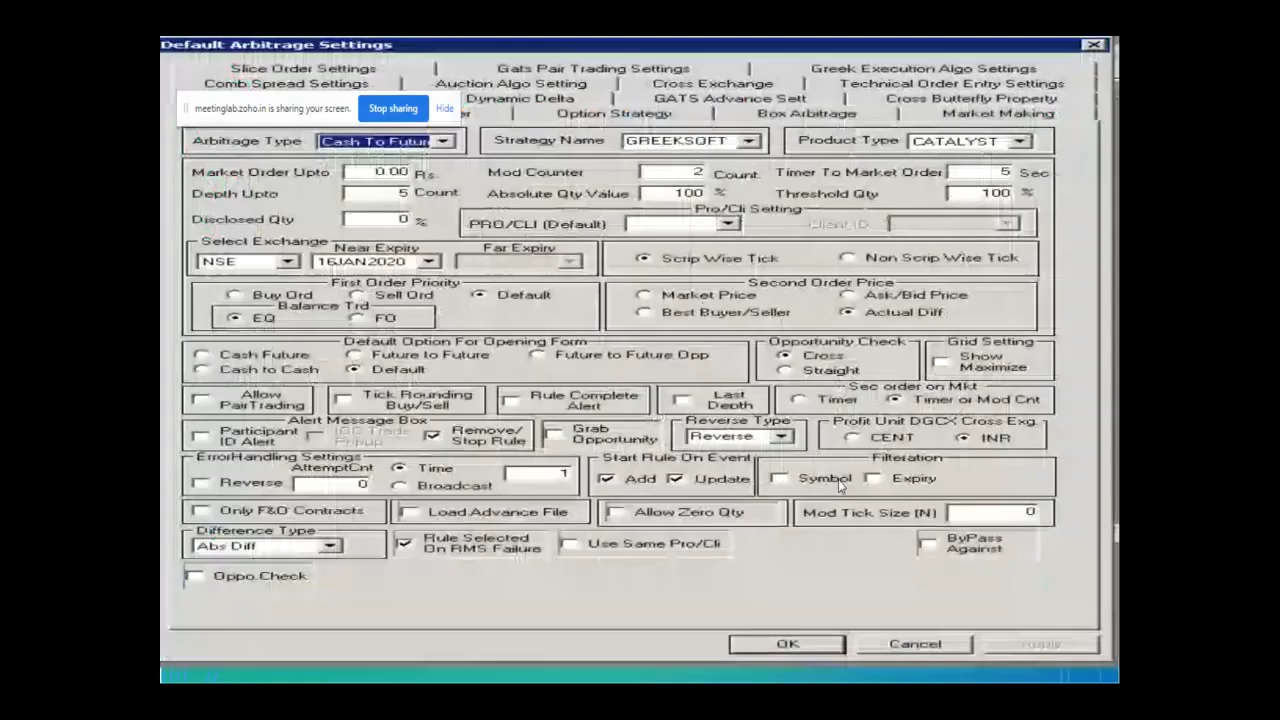 Default Arbitrage Settings
Slice Order Settings Gats Pair Trading Settings Greek Execution Algo Settings
Comb Spread Settings Auction Algo Setting Cross Exchange Technical Order Entry Settings
meetinglab.zoho.in is sharing your screen. Stop sharing Hide Dynamic Delta GATS Advance Sett Cross Butterfly Property
Option Strategy Box Arbitrage Market Making
Arbitrage Type Cash To Futur Strategy Name GREEKSOFT Product Type CATALYST
Market Order Upto 0.00 Rs. Mod Counter 2 Count. Timer To Market Order 5 Sec
Depth Upto 5 Count. Absolute Qty.Value 100 % Threshold Qty 100 %
Disclosed Qty 0 % Pro/Cli Setting
PRO/CLI (Default) Client ID
Select Exchange Near Expiry Far Expiry
NSE 16JAN2020 Scrip Wise Tick Non Scrip Wise Tick
First Order Priority Second Order Price
Buy Ord Sell Ord Default Market Price Ask/Bid Price
Balance Trd
EQ FO Best Buyer/Seller Actual Diff
Default Option For Opening Form Opportunity Check Grid Setting
Cash Future Future to Future Future to Future Opp Cross Show Maximize
Cash to Cash Default Straight
Sec order on Mkt
Allow PairTrading Tick Rounding Buy/Sell Rule Complete Alert Last Depth Timer Timer or Mod Cnt
Alert Message Box Reverse Type Profit Unit DGCX Cross Exg.
Participant ID Alert Remove/ Stop Rule Grab Opportunity Reverse CENT INR
ErrorHandling Settings Start Rule On Event Filteration
AttemptCnt Time 1
Reverse 0 Broadcast Add Update Symbol Expiry
Only F&O Contracts Load Advance File Allow Zero Qty Mod Tick Size (N) 0
Difference Type
Abs Diff Rule Selected On RMS Failure Use Same Pro/Cli ByPass Against
Oppo.Check
OK Cancel